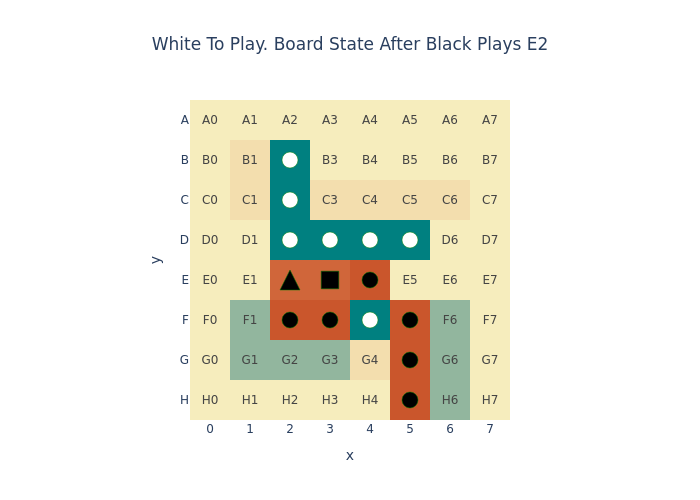 White To Play. Board State After Black Plays E2
A A0 A1 A2 A3 A4 A5 A6 A7
B B0 B1 B3 B4 B5 B6 B7
C C0 C1 C3 C4 C5 C6 C7
D D0 D1 D6 D7
y
E E0 E1 E5 E6 E7
F F0 F1 F6 F7
G G0 G1 G2 G3 G4 G6 G7
H H0 H1 H2 H3 H4 H6 H7
0 1 2 3 4 5 6 7
x